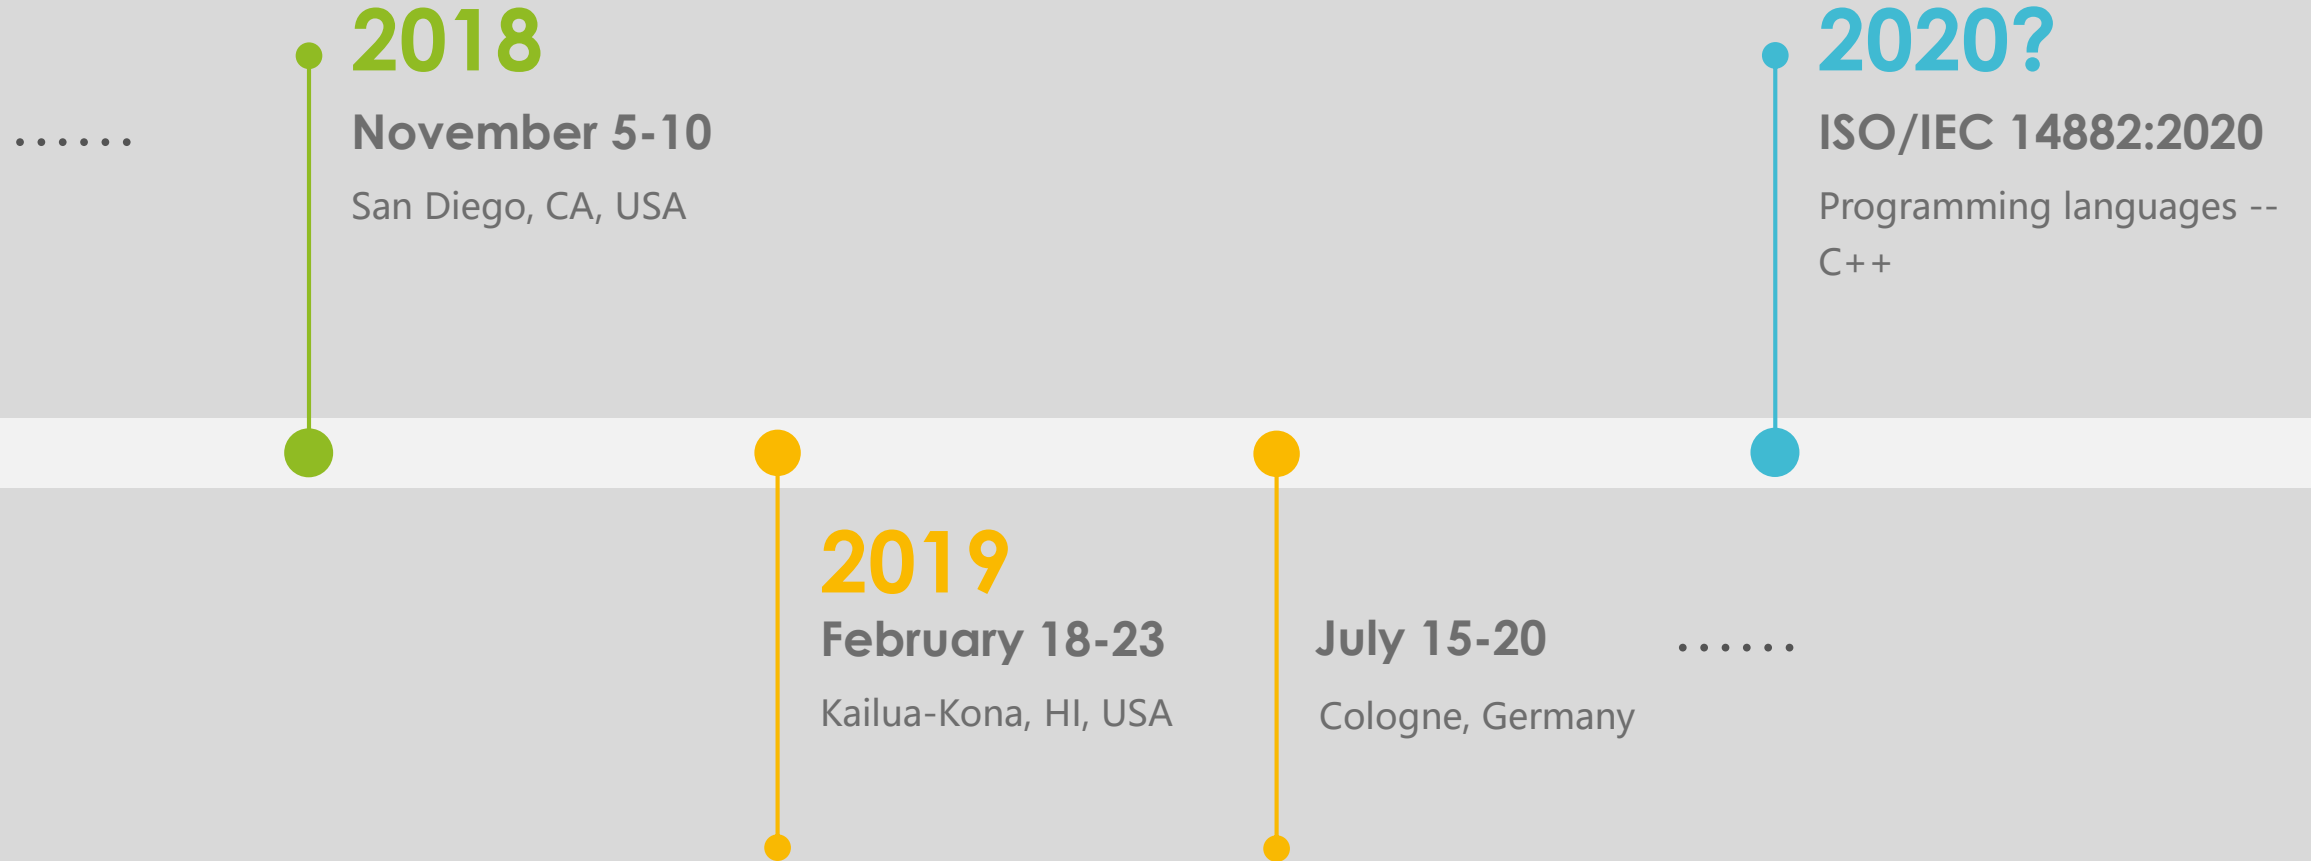 ......
2018
November 5-10
San Diego, CA, USA
2019
February 18-23
Kailua-Kona, HI, USA
July 15-20
Cologne, Germany
......
2020?
ISO/IEC 14882:2020
Programming languages --
C++